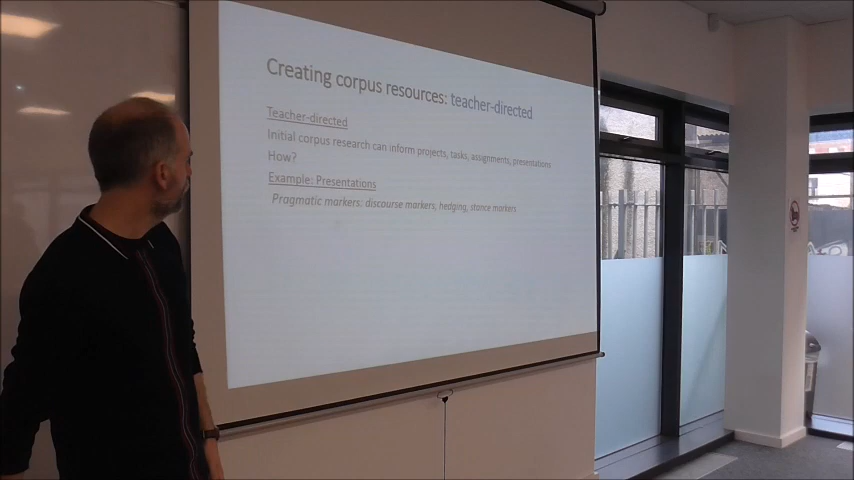 Creating corpus resources: teacher-directed
Teacher-directed
Initial corpus research can inform projects, tasks, assignments, presentations
How?
Example: Presentations
Pragmatic markers: discourse markers, hedging, stance markers